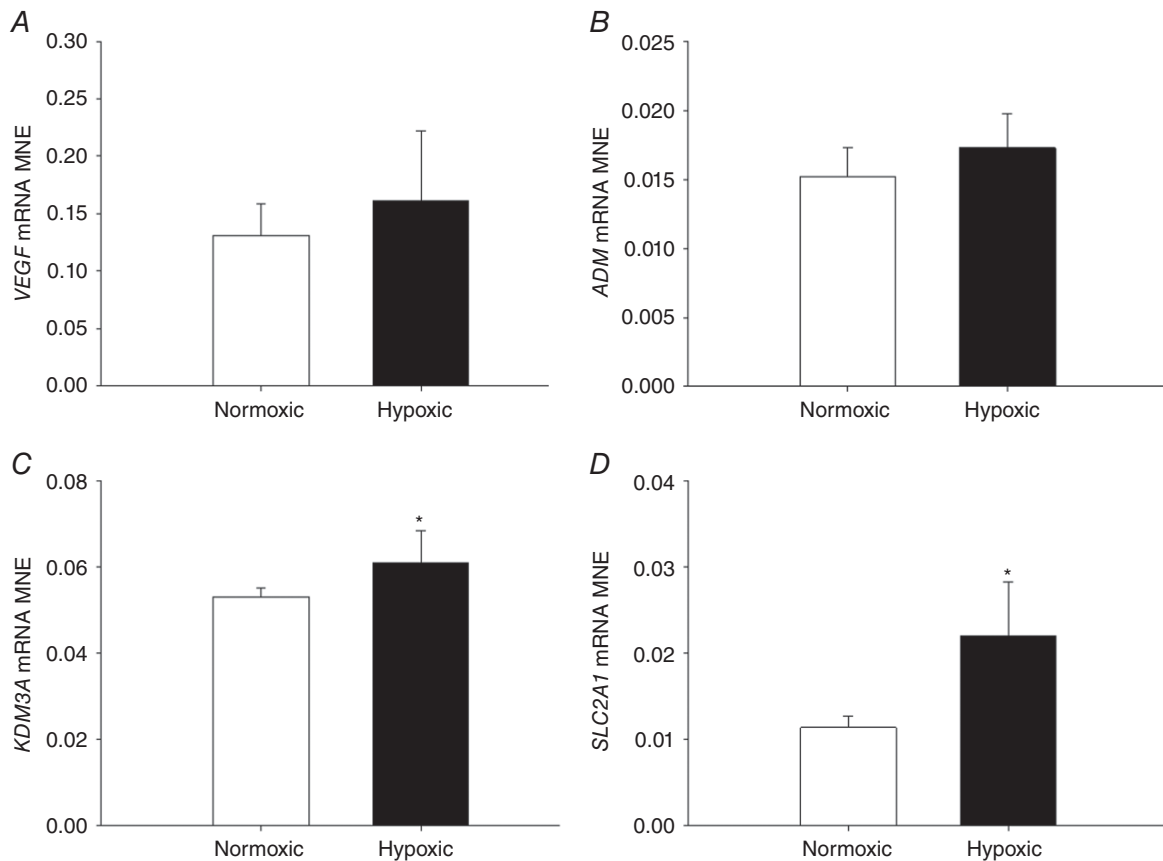 A
0.30
0.25
0.20
0.15
0.10
0.05
0.00
VEGF mRNA MNE
Normoxic Hypoxic
B
0.025
0.020
0.015
0.010
0.005
0.000
ADM mRNA MNE
Normoxic Hypoxic
C
0.08
0.06
0.04
0.02
0.00
KDM3A mRNA MNE
*
Normoxic Hypoxic
D
0.04
0.03
0.02
0.01
0.00
SLC2A1 mRNA MNE
*
Normoxic Hypoxic